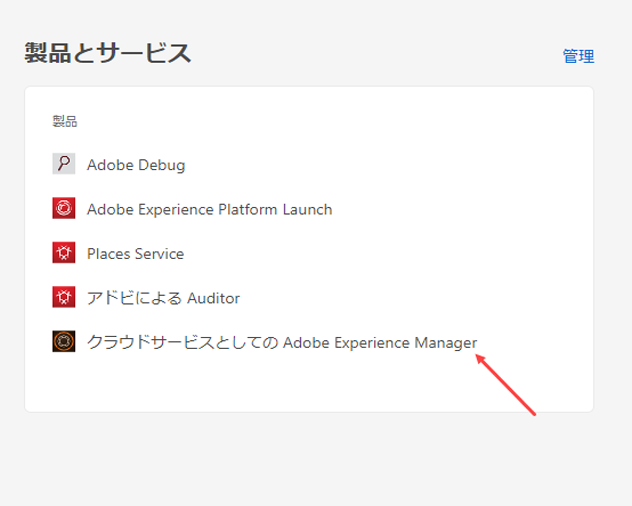 製品とサービス
管理
製品
Adobe Debug
Adobe Experience Platform Launch
Places Service
アドビによる Auditor
クラウドサービスとしての Adobe Experience Manager